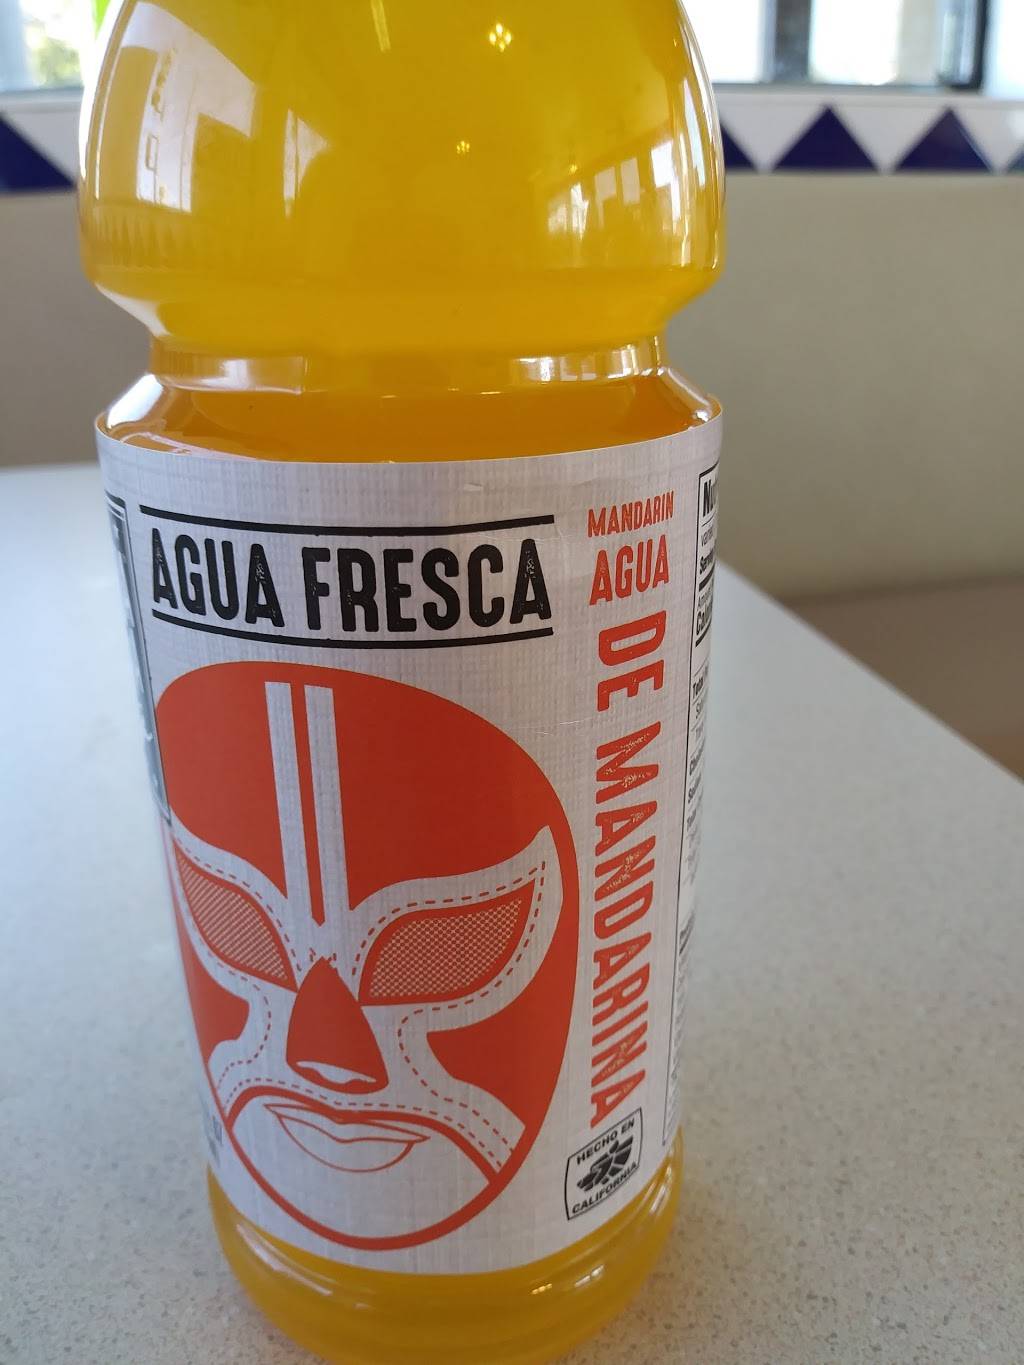 AGUA FRESCA
MANDARIN
AGUA
DE MANDARINA
HECHO EN
CALIFORNIA